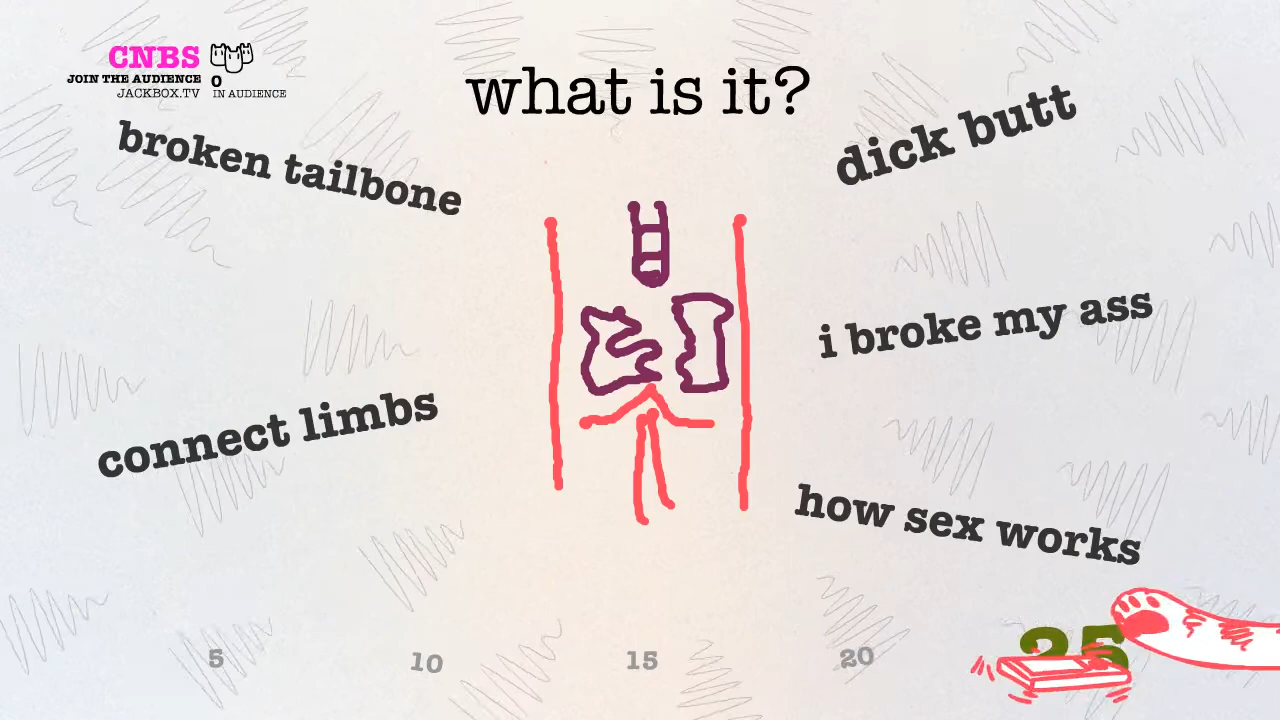 CNBS
JOIN THE AUDIENCE
JACKBOX.TV
0
IN AUDIENCE
what is it?
broken tailbone
dick butt
i broke my ass
connect limbs
how sex works
5
10
15
20
25